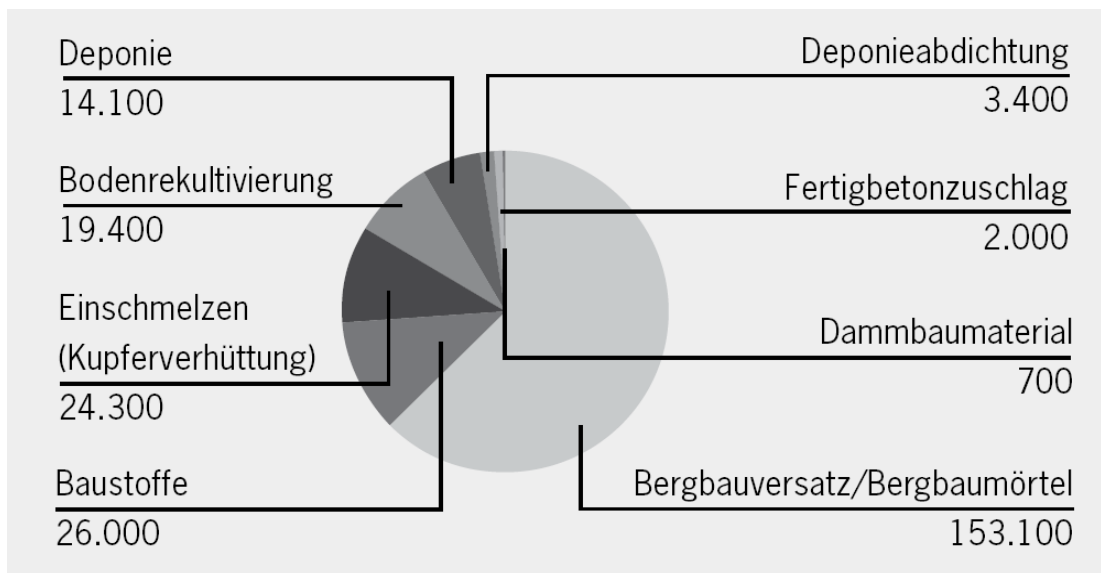 Deponie
14.100
Bodenrekultivierung
19.400
Einschmelzen
(Kupferverhüttung)
24.300
Baustoffe
26.000
Deponieabdichtung
3.400
Fertigbetonzuschlag
2.000
Dammbaumaterial
700
Bergbauversatz/Bergbaumörtel
153.100